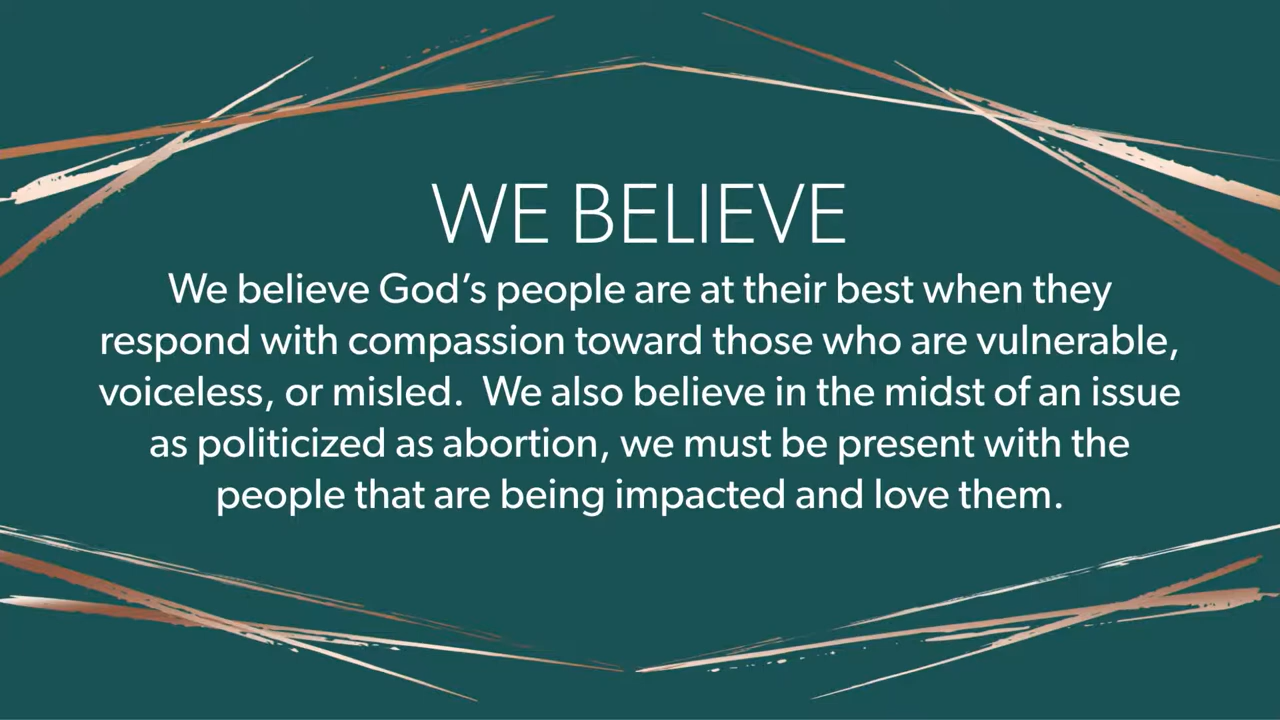 WE BELIEVE
We believe God’s people are at their best when they
respond with compassion toward those who are vulnerable,
voiceless, or misled.  We also believe in the midst of an issue
as politicized as abortion, we must be present with the
people that are being impacted and love them.